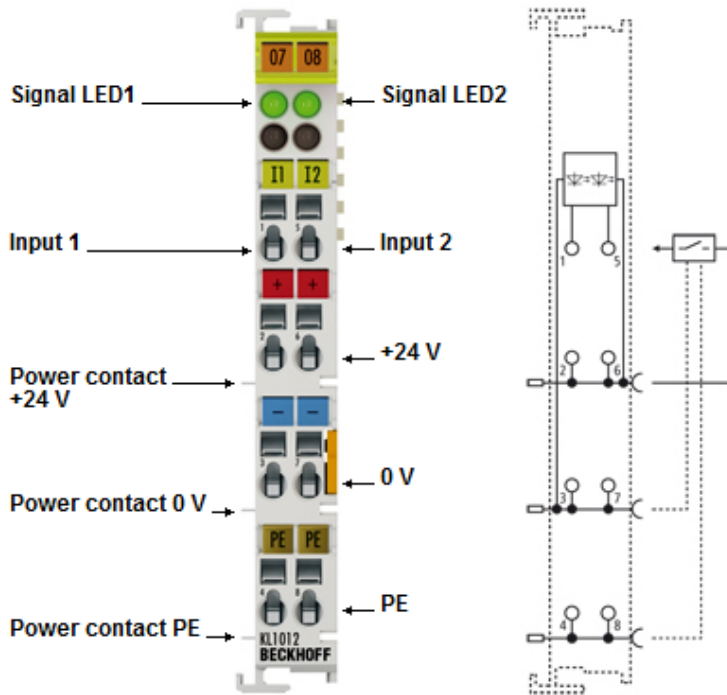 07 08
Signal LED1
Signal LED2
I1 I2
1 5
Input 1
Input 2
+ +
2 6
+24 V
Power contact
+24 V
− −
3 7
0 V
Power contact 0 V
PE PE
4 8
PE
Power contact PE
KL1012
BECKHOFF
1 5
2 6
3 7
4 8